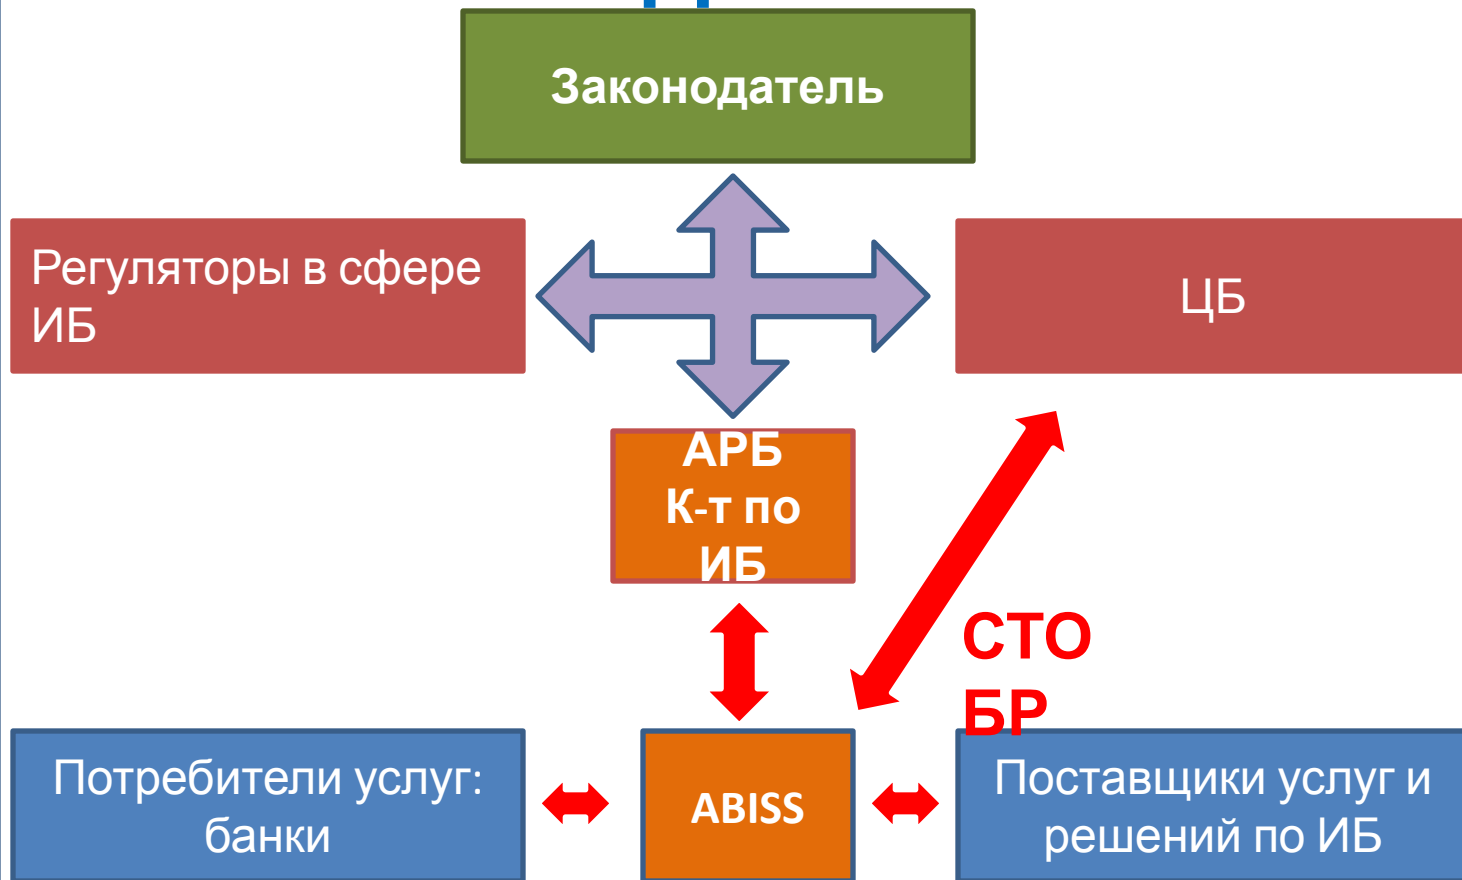 Законодатель
Регуляторы в сфере
ИБ
ЦБ
АРБ
К-т по
ИБ
СТО
БР
Потребители услуг:
банки
ABISS
Поставщики услуг и
решений по ИБ